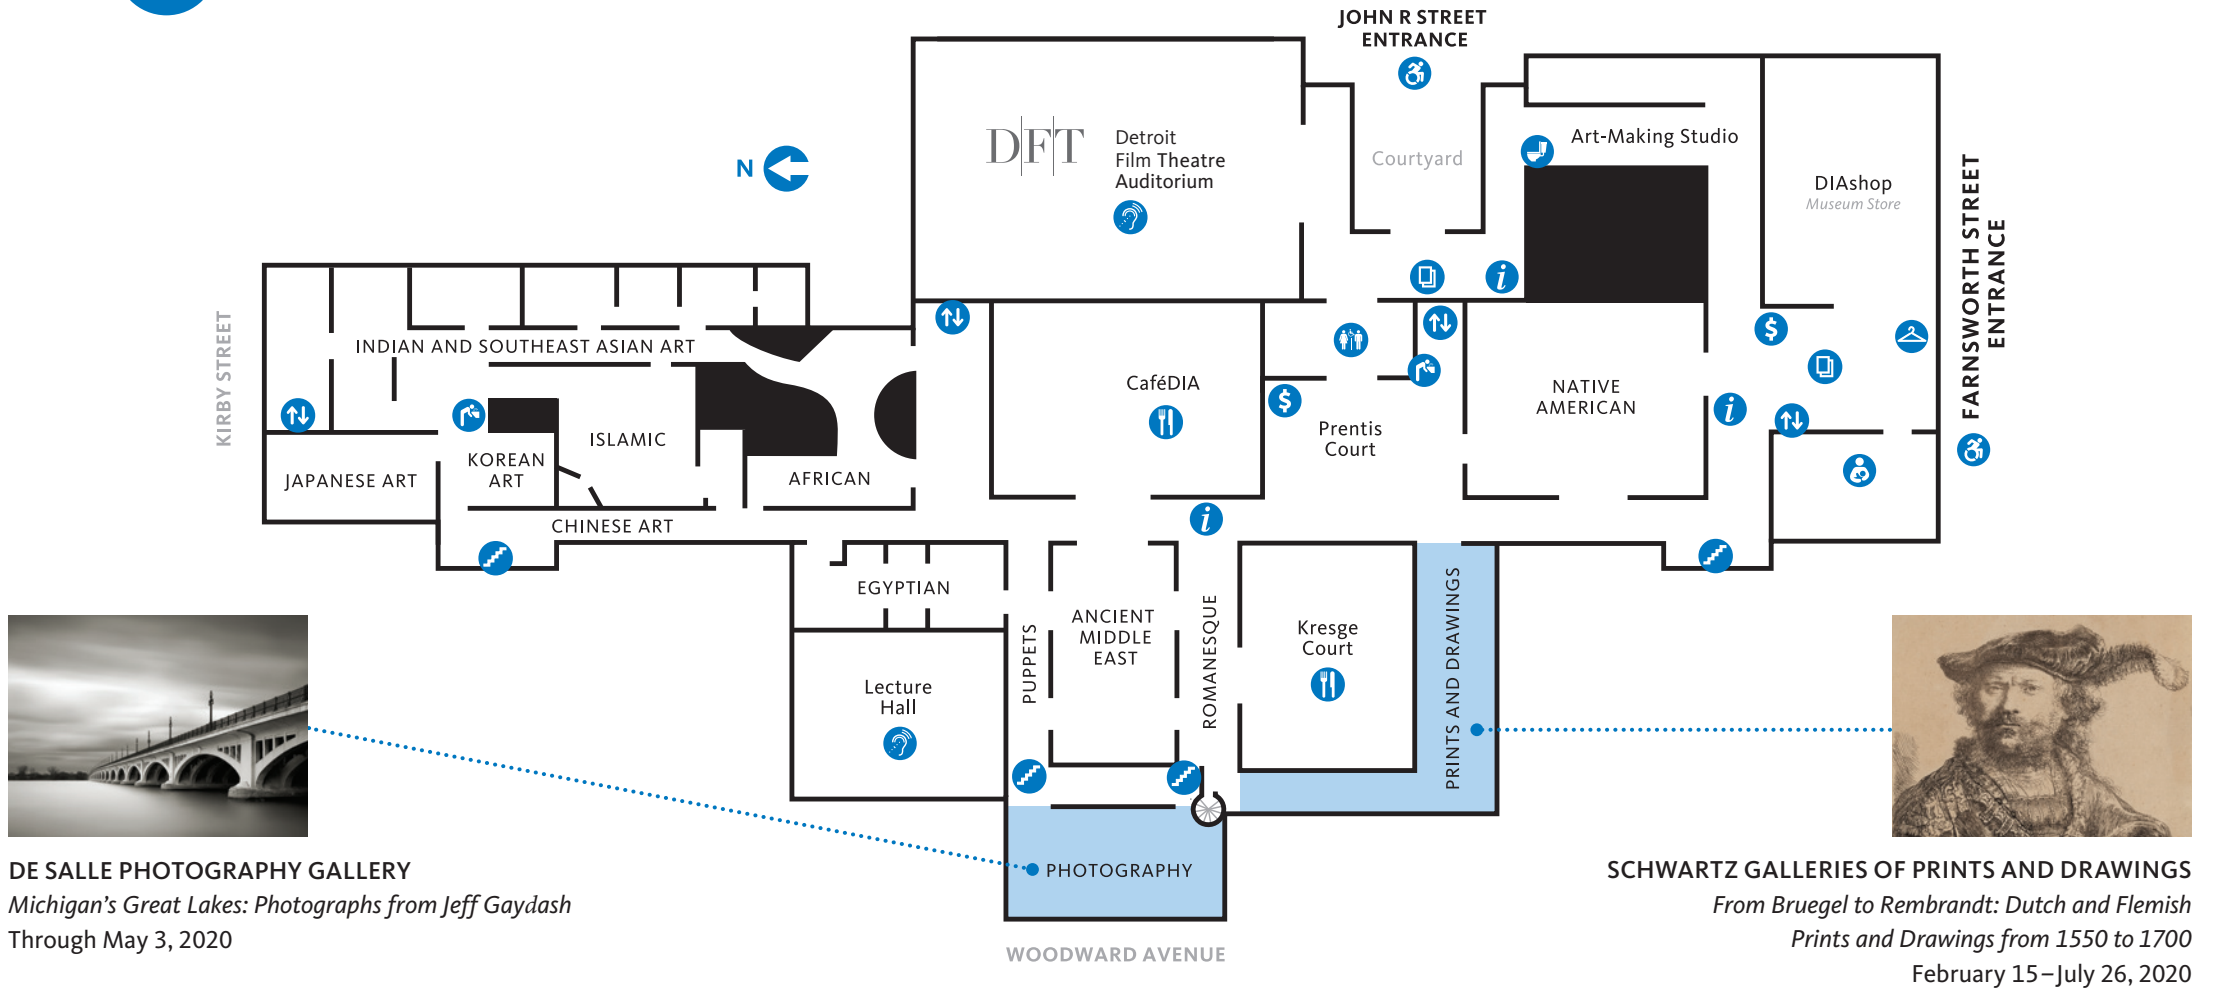 JOHN R STREET
ENTRANCE
DFT
Detroit
Film Theatre
Auditorium
Courtyard
Art-Making Studio
DIAshop
Museum Store
FARNSWORTH STREET
ENTRANCE
N
KIRBY STREET
INDIAN AND SOUTHEAST ASIAN ART
CaféDIA
$
$
i
i
i
Prentis
Court
NATIVE
AMERICAN
ISLAMIC
KOREAN
ART
JAPANESE ART
AFRICAN
CHINESE ART
EGYPTIAN
PUPPETS
ANCIENT
MIDDLE
EAST
ROMANESQUE
Kresge
Court
PRINTS AND DRAWINGS
Lecture
Hall
PHOTOGRAPHY
WOODWARD AVENUE
DE SALLE PHOTOGRAPHY GALLERY
Michigan's Great Lakes: Photographs from Jeff Gaydash
Through May 3, 2020
SCHWARTZ GALLERIES OF PRINTS AND DRAWINGS
From Bruegel to Rembrandt: Dutch and Flemish
Prints and Drawings from 1550 to 1700
February 15–July 26, 2020